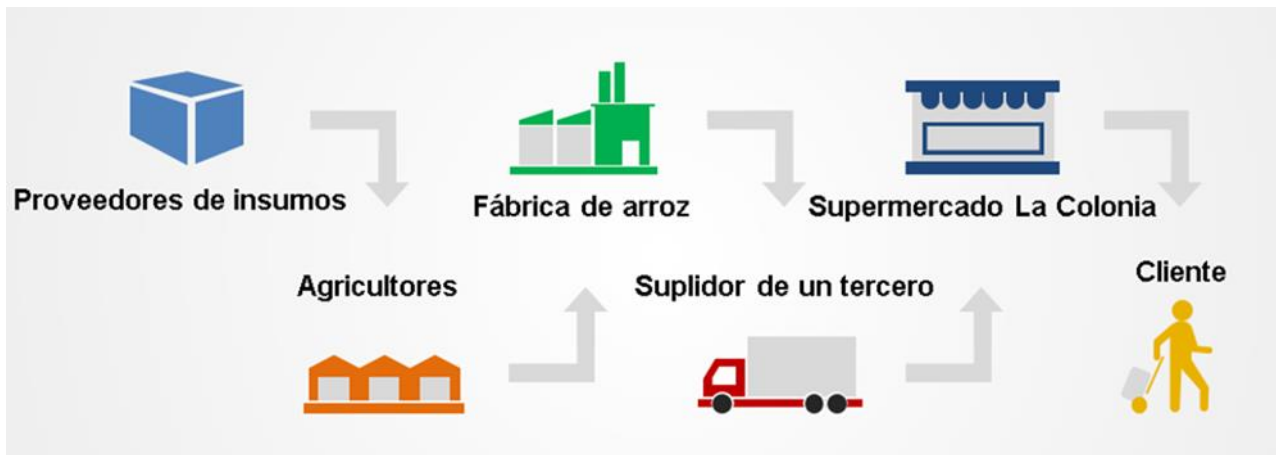 Proveedores de insumos
Fábrica de arroz
Supermercado La Colonia
Agricultores
Suplidor de un tercero
Cliente